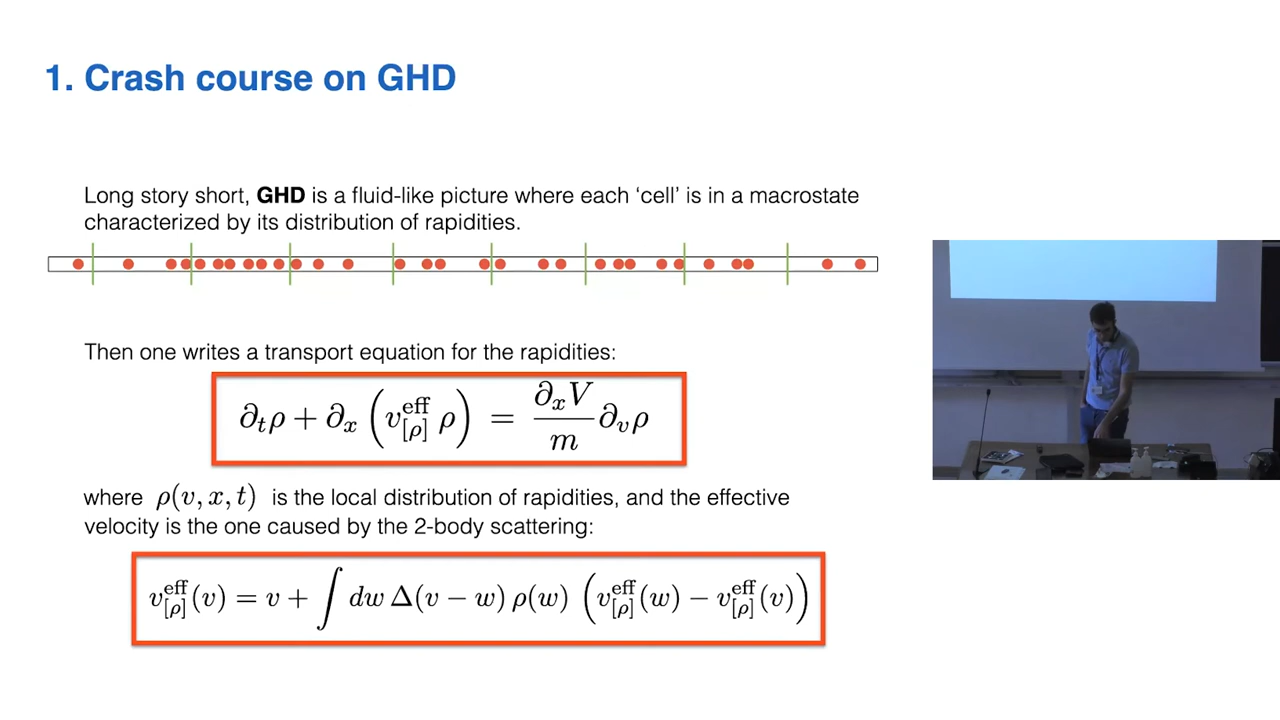 1. Crash course on GHD
Long story short, GHD is a fluid-like picture where each ‘cell’ is in a macrostate
characterized by its distribution of rapidities.
Then one writes a transport equation for the rapidities:
∂ₜρ + ∂ₓ (v^eff_[ρ] ρ) = ∂ₓV/m ∂ᵥρ
where ρ(v, x, t) is the local distribution of rapidities, and the effective
velocity is the one caused by the 2-body scattering:
v^eff_[ρ](v) = v + ∫ dw Δ(v − w) ρ(w) (v^eff_[ρ](w) − v^eff_[ρ](v))